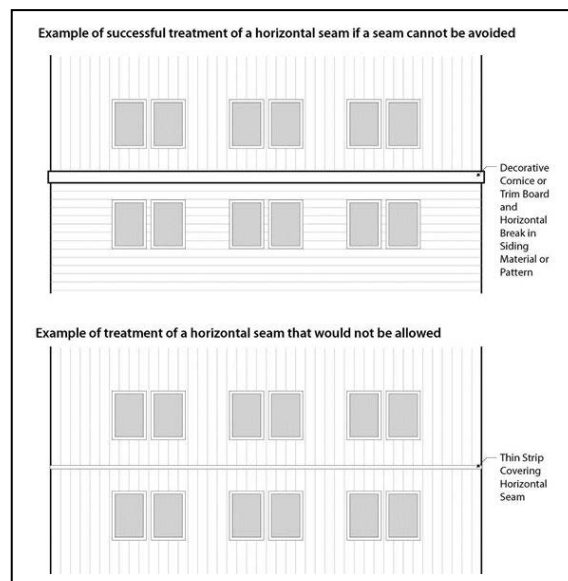 Example of successful treatment of a horizontal seam if a seam cannot be avoided
Decorative
Cornice or
Trim Board
and
Horizontal
Break in
Siding
Material or
Pattern
Example of treatment of a horizontal seam that would not be allowed
Thin Strip
Covering
Horizontal
Seam